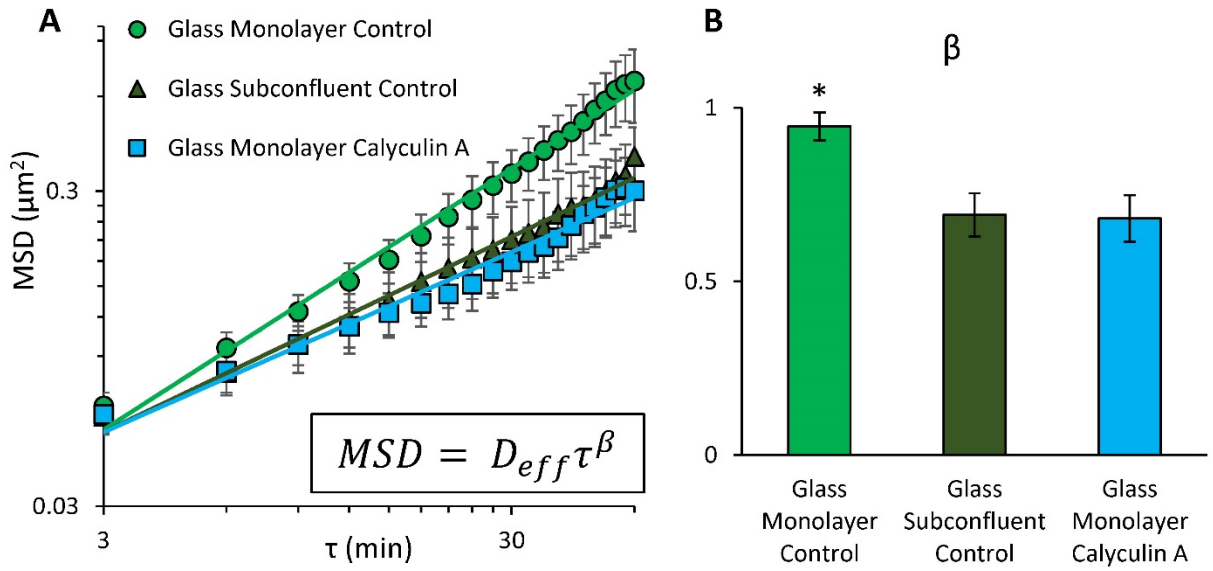 A
Glass Monolayer Control
Glass Subconfluent Control
Glass Monolayer Calyculin A
MSD (μm²)
0.3
0.03
3
30
τ (min)
MSD = D_eff τ^β
B
β
*
1
0.5
0
Glass
Monolayer
Control
Glass
Subconfluent
Control
Glass
Monolayer
Calyculin A